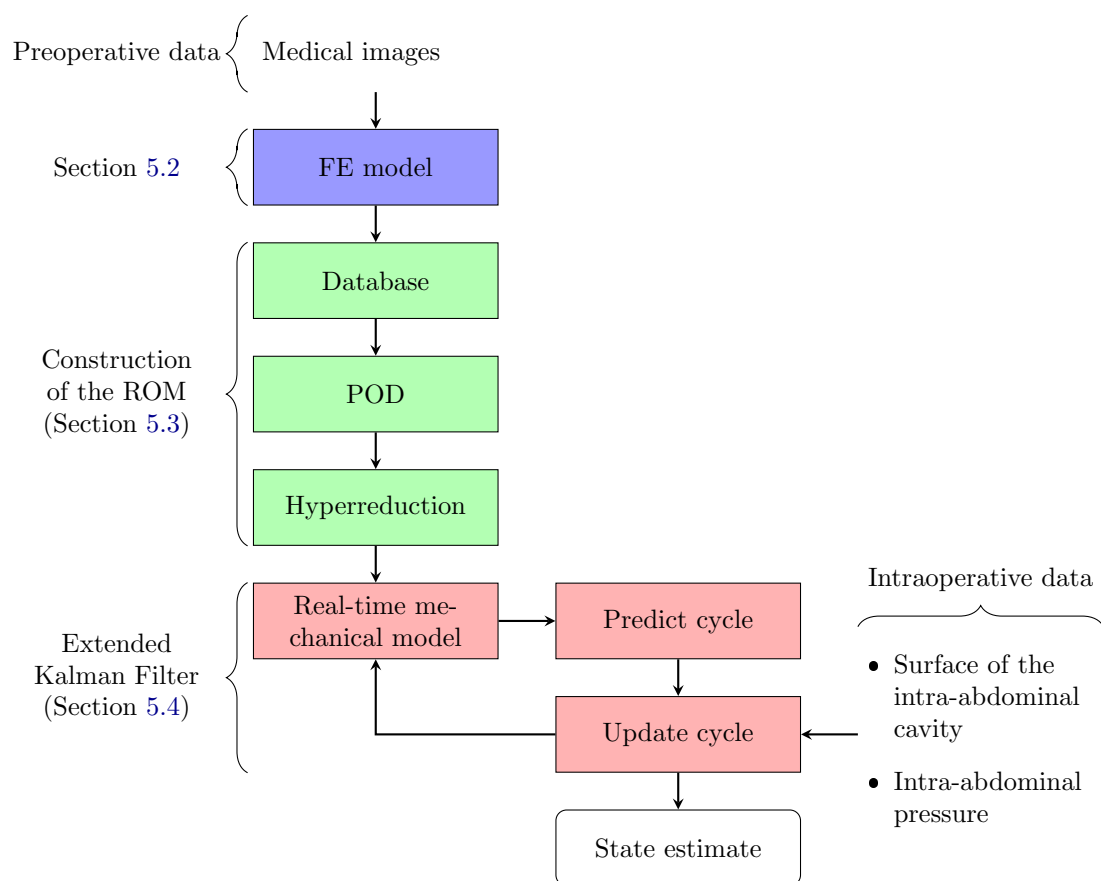 Preoperative data
Medical images
Section 5.2
FE model
Database
Construction
of the ROM
(Section 5.3)
POD
Hyperreduction
Extended
Kalman Filter
(Section 5.4)
Real-time me-
chanical model
Predict cycle
Update cycle
State estimate
Intraoperative data
• Surface of the
intra-abdominal
cavity
• Intra-abdominal
pressure